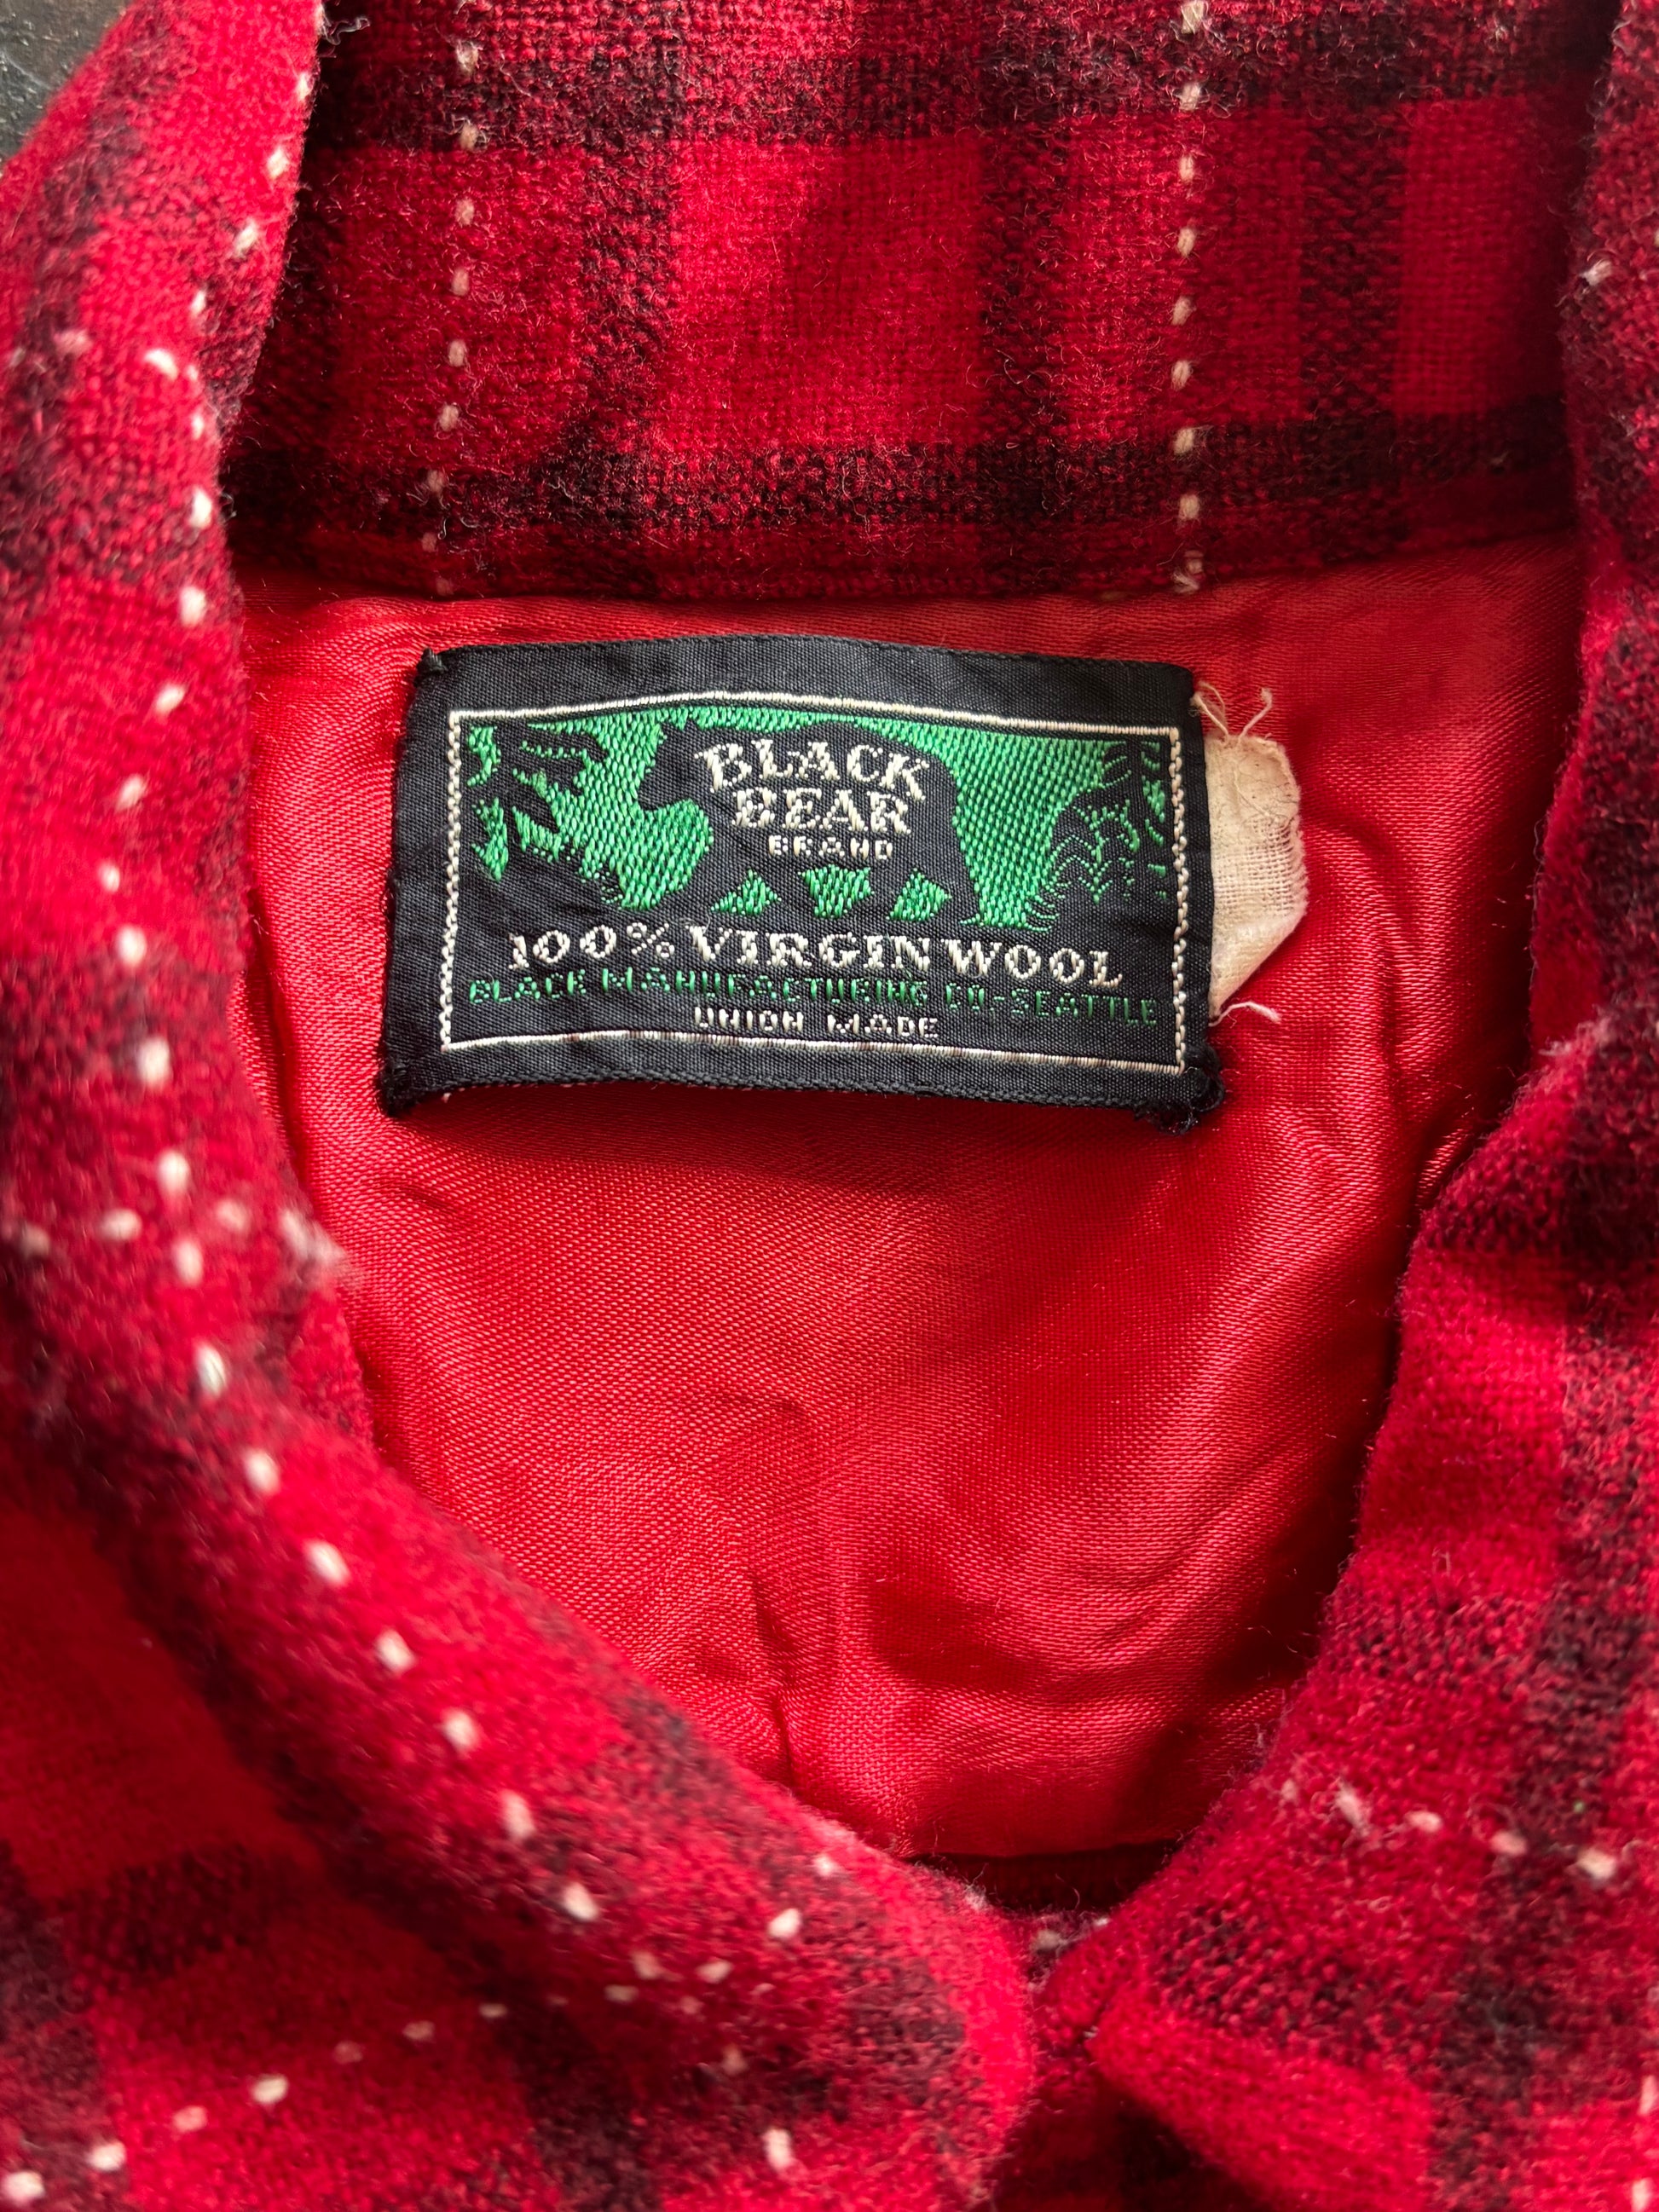 BLACK
BEAR
BRAND
100% VIRGIN WOOL
BLACK MANUFACTURING CO-SEATTLE
UNION MADE